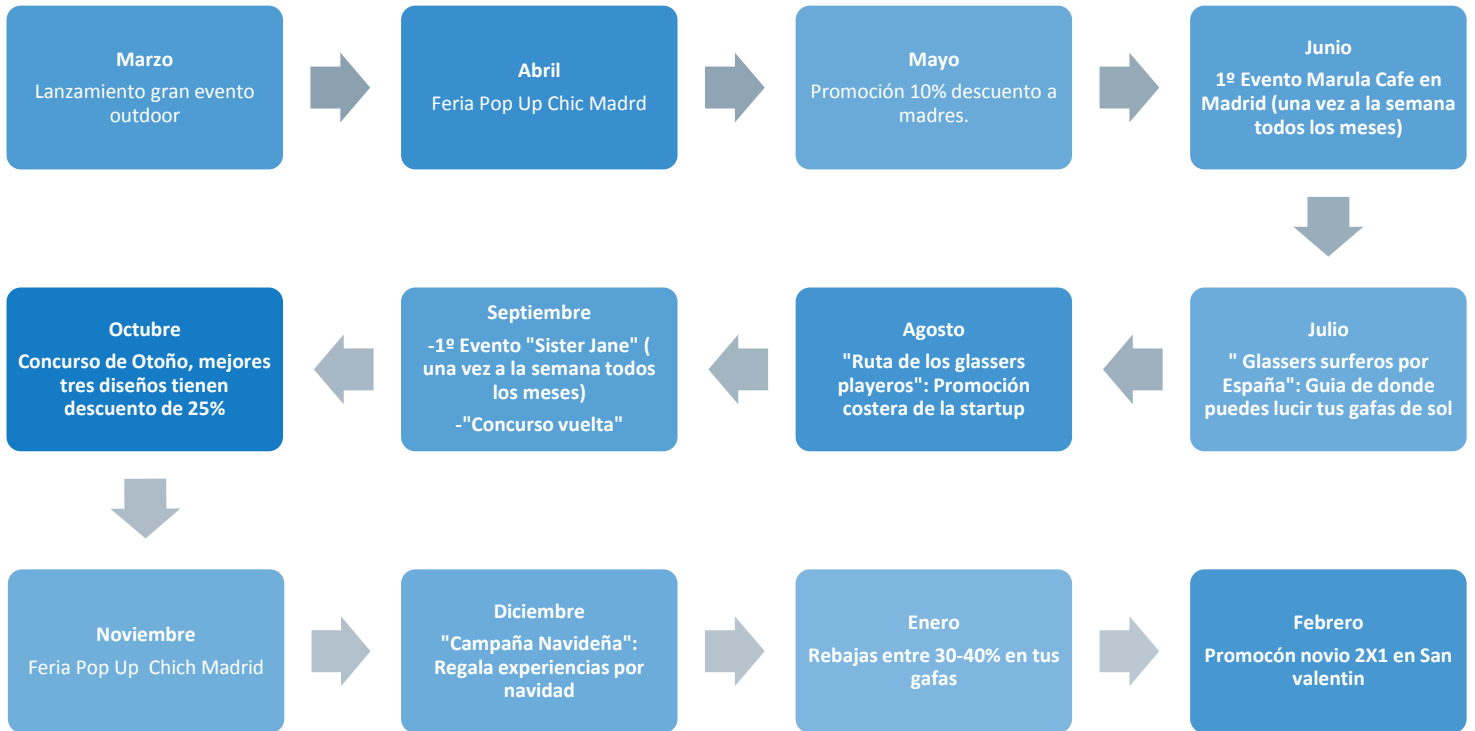 Marzo
Lanzamiento gran evento
outdoor
Abril
Feria Pop Up Chic Madrd
Mayo
Promoción 10% descuento a
madres.
Junio
1º Evento Marula Cafe en
Madrid (una vez a la semana
todos los meses)
Julio
" Glassers surferos por
España": Guia de donde
puedes lucir tus gafas de sol
Agosto
"Ruta de los glassers
playeros": Promoción
costera de la startup
Septiembre
-1º Evento "Sister Jane" (
una vez a la semana todos
los meses)
-"Concurso vuelta"
Octubre
Concurso de Otoño, mejores
tres diseños tienen
descuento de 25%
Noviembre
Feria Pop Up  Chich Madrid
Diciembre
"Campaña Navideña":
Regala experiencias por
navidad
Enero
Rebajas entre 30-40% en tus
gafas
Febrero
Promocón novio 2X1 en San
valentin